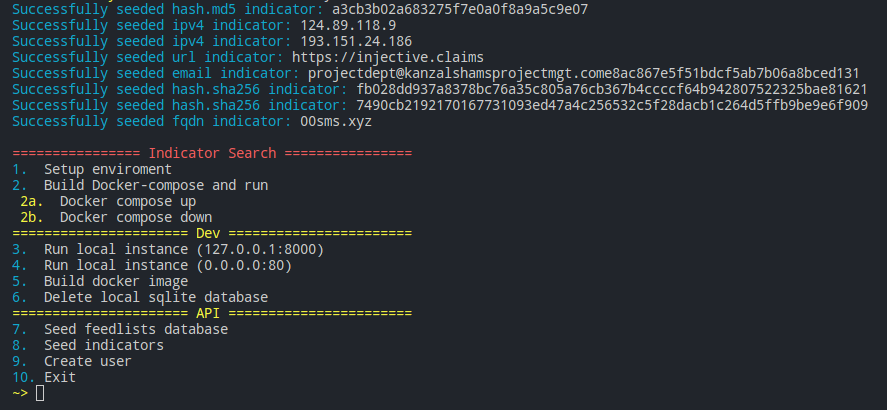 Successfully seeded hash.md5 indicator: a3cb3b02a683275f7e0a0f8a9a5c9e07
Successfully seeded ipv4 indicator: 124.89.118.9
Successfully seeded ipv4 indicator: 193.151.24.186
Successfully seeded url indicator: https://injective.claims
Successfully seeded email indicator: projectdept@kanzalshamsprojectmgt.come8ac867e5f51bdcf5ab7b06a8bced131
Successfully seeded hash.sha256 indicator: fb028dd937a8378bc76a35c805a76cb367b4ccccf64b942807522325bae81621
Successfully seeded hash.sha256 indicator: 7490cb2192170167731093ed47a4c256532c5f28dacb1c264d5ffb9be9e6f909
Successfully seeded fqdn indicator: 00sms.xyz
================ Indicator Search ================
1. Setup enviroment
2. Build Docker-compose and run
2a. Docker compose up
2b. Docker compose down
====================== Dev =======================
3. Run local instance (127.0.0.1:8000)
4. Run local instance (0.0.0.0:80)
5. Build docker image
6. Delete local sqlite database
====================== API =======================
7. Seed feedlists database
8. Seed indicators
9. Create user
10. Exit
~>